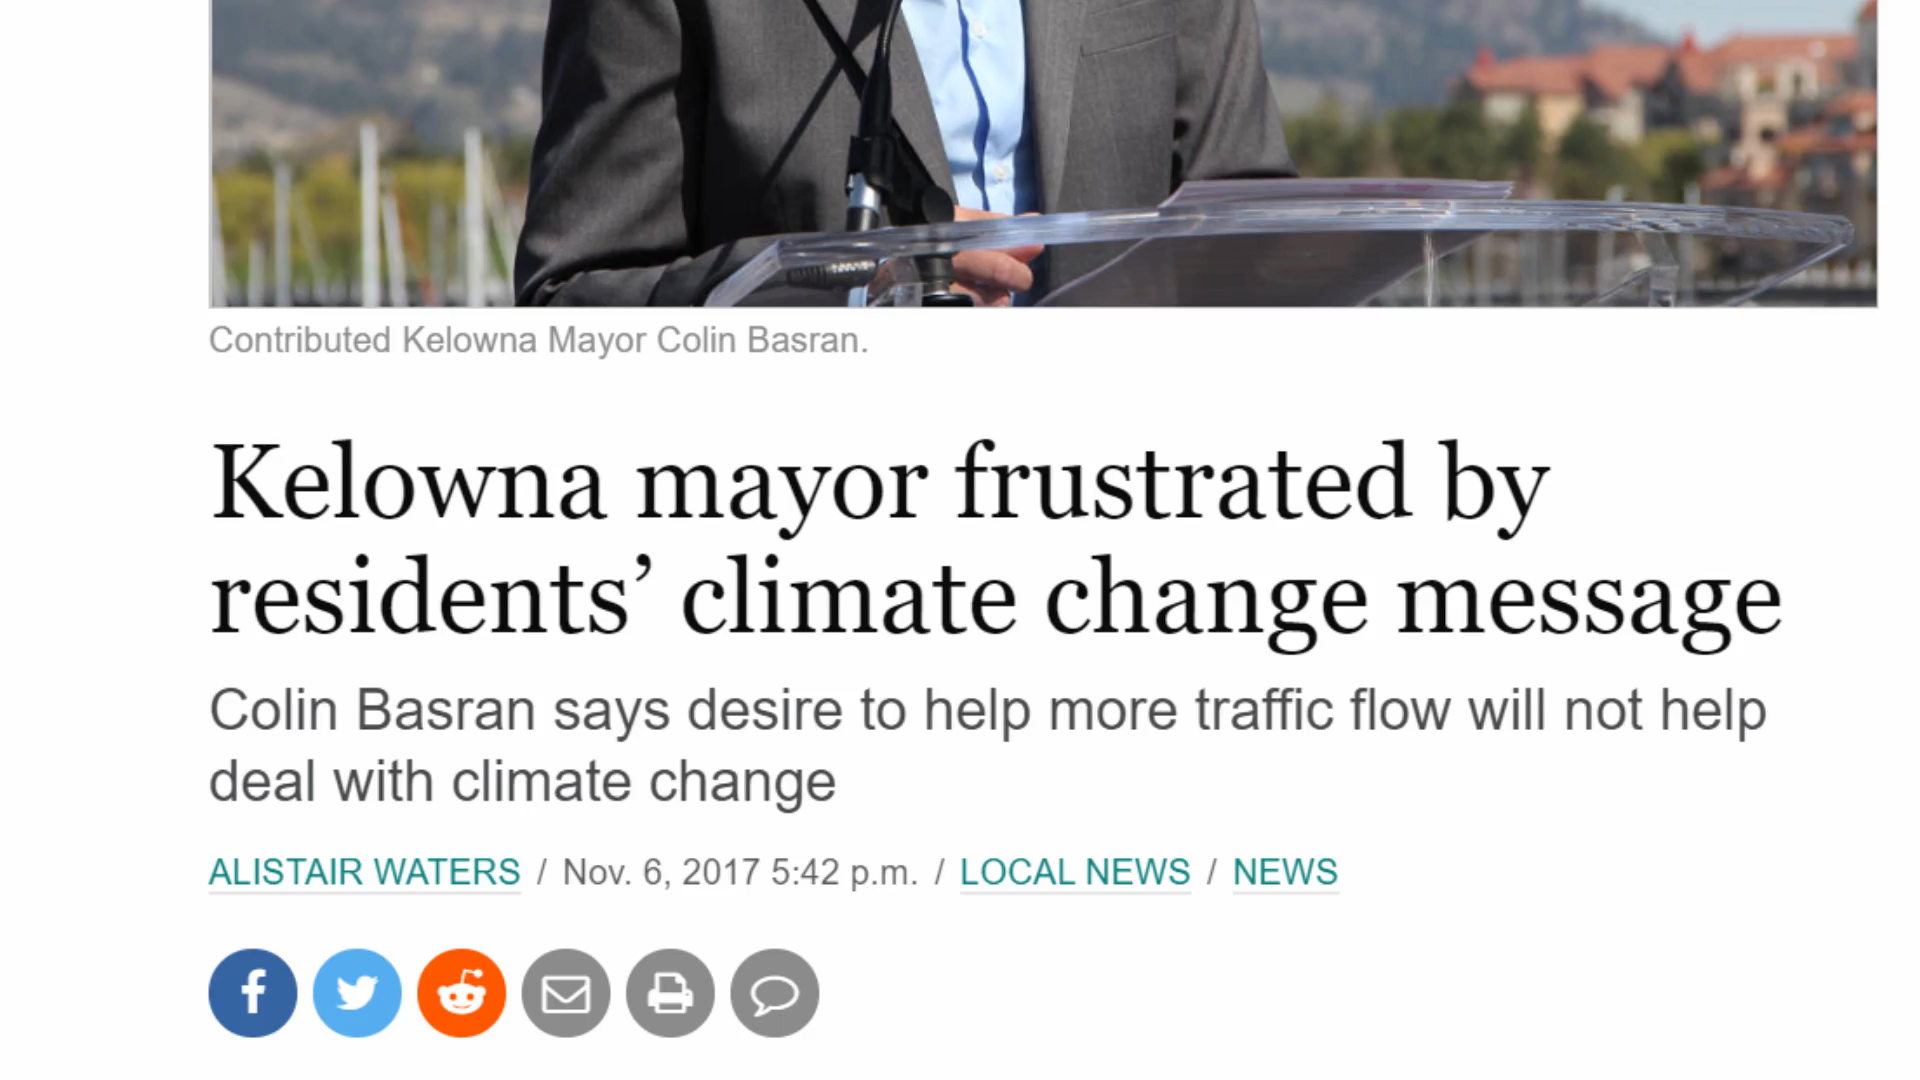 Contributed Kelowna Mayor Colin Basran.
Kelowna mayor frustrated by
residents’ climate change message
Colin Basran says desire to help more traffic flow will not help
deal with climate change
ALISTAIR WATERS / Nov. 6, 2017 5:42 p.m. / LOCAL NEWS / NEWS